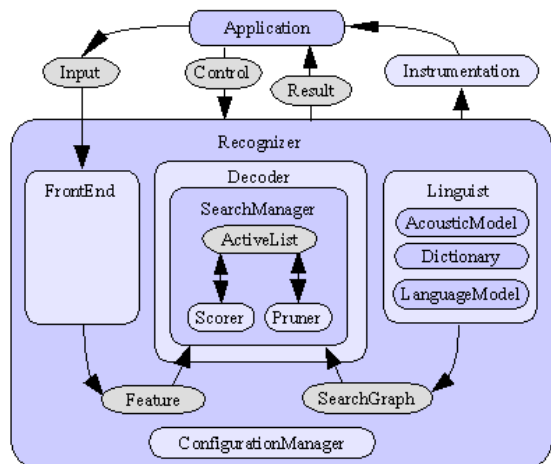 Application
Input
Control
Result
Instrumentation
Recognizer
FrontEnd
Decoder
SearchManager
ActiveList
Scorer
Pruner
Linguist
AcousticModel
Dictionary
LanguageModel
Feature
SearchGraph
ConfigurationManager